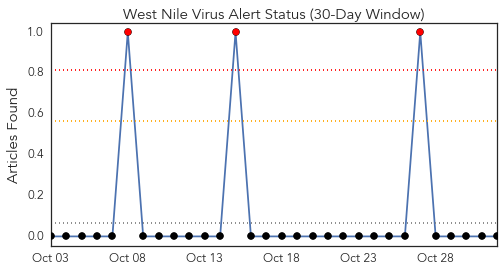 West Nile Virus Alert Status (30-Day Window)
Articles Found
1.0
0.8
0.6
0.4
0.2
0.0
Oct 03 Oct 08 Oct 13 Oct 18 Oct 23 Oct 28